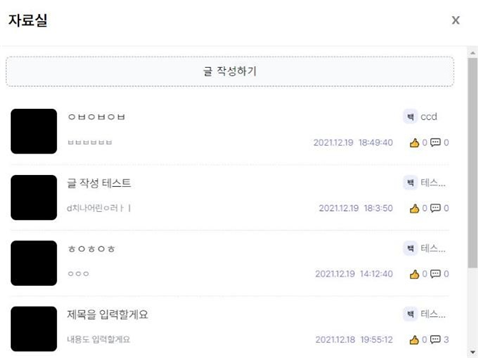 자료실 X
글 작성하기
ㅇㅂㅇㅂㅇㅂ 백 ccd
ㅂㅂㅂㅂㅂㅂ 2021.12.19 18:49:40 👍 0 💬 0
글 작성 테스트 백 테스...
d치나어린ㅇ러ㅏㅣ 2021.12.19 18:3:50 👍 0 💬 0
ㅎㅇㅎㅇㅎ 백 테스...
ㅇㅇㅇ 2021.12.19 14:12:40 👍 0 💬 0
제목을 입력할게요 백 테스...
내용도 입력할게요 2021.12.18 19:55:12 👍 0 💬 3